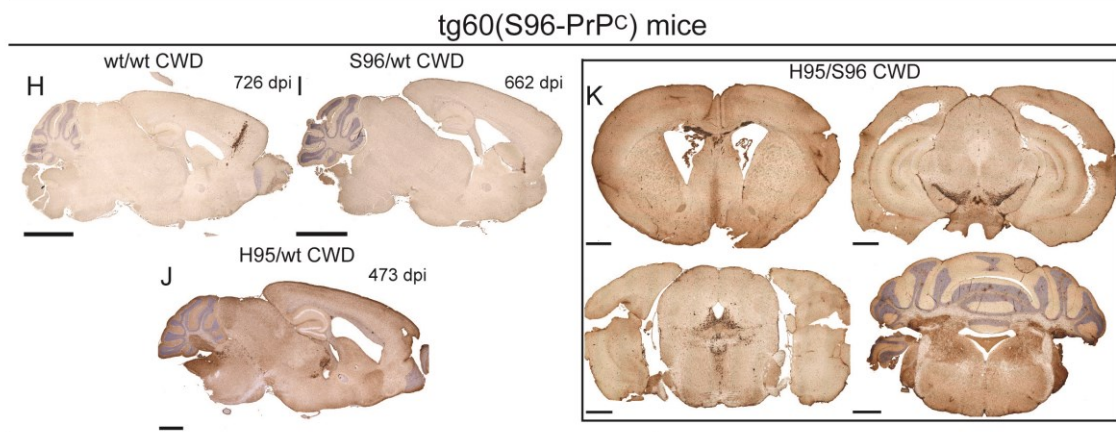 tg60(S96-PrPC) mice
H wt/wt CWD 726 dpi
I S96/wt CWD 662 dpi
J H95/wt CWD 473 dpi
K H95/S96 CWD